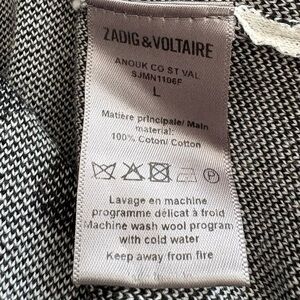 ZADIG&VOLTAIRE
ANOUK CO ST VAL
SJMN1106F
L
Matière principale/ Main
material:
100% Coton/ Cotton
P
Lavage en machine
programme délicat à froid
Machine wash wool program
with cold water
Keep away from fire